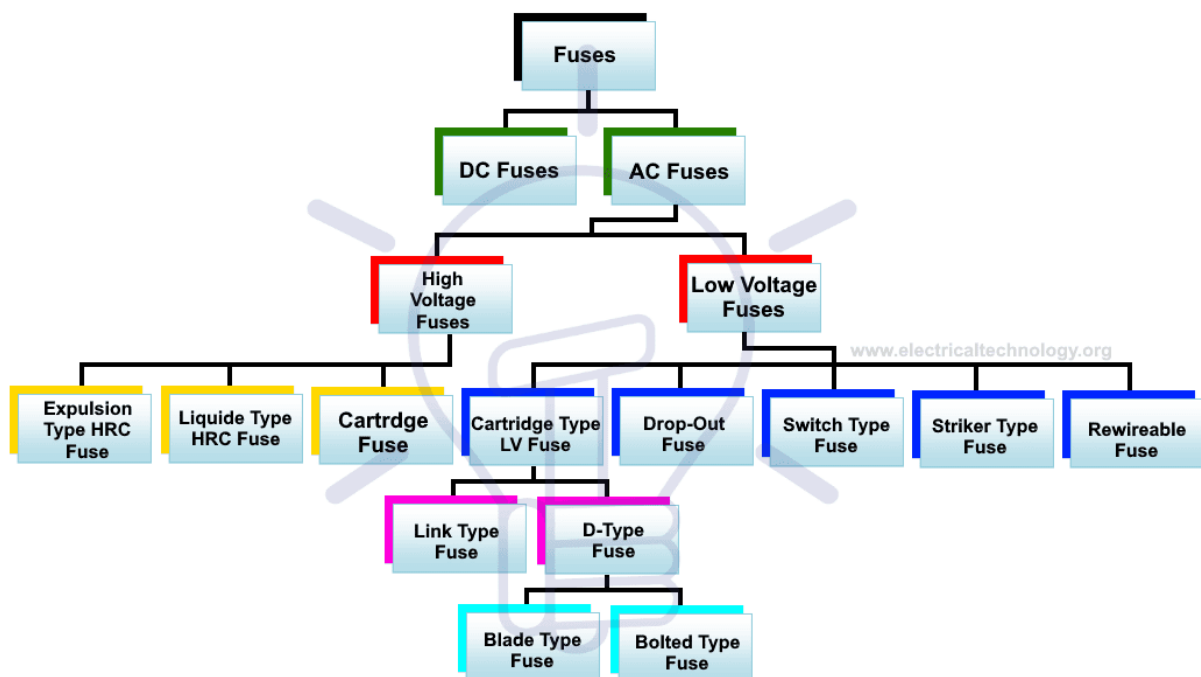 Fuses
DC Fuses
AC Fuses
High
Voltage
Fuses
Low Voltage
Fuses
www.electricaltechnology.org
Expulsion
Type HRC
Fuse
Liquide Type
HRC Fuse
Cartrdge
Fuse
Cartridge Type
LV Fuse
Drop-Out
Fuse
Switch Type
Fuse
Striker Type
Fuse
Rewireable
Fuse
Link Type
Fuse
D-Type
Fuse
Blade Type
Fuse
Bolted Type
Fuse